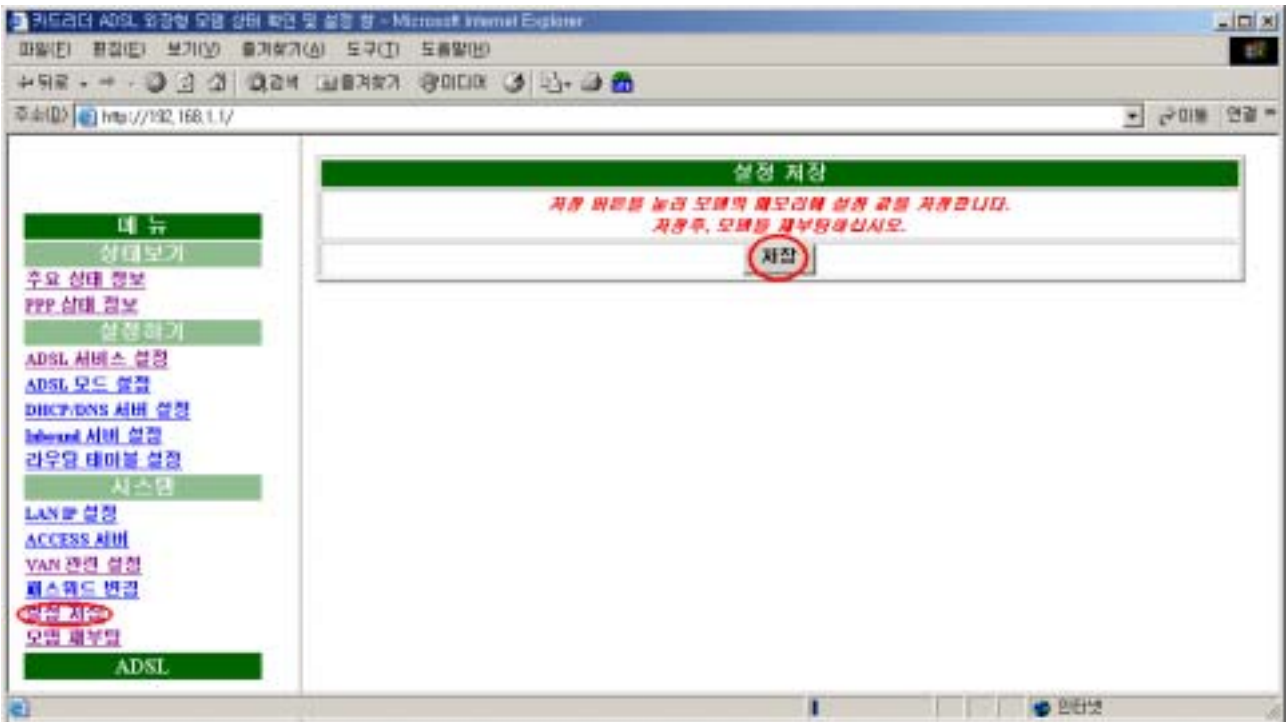 카드리더 ADSL 외장형 모뎀 상태 확인 및 설정 창 - Microsoft Internet Explorer
파일(F) 편집(E) 보기(V) 즐겨찾기(A) 도구(T) 도움말(H)
뒤로 검색 즐겨찾기 미디어
주소(D) http://192.168.1.1/ 이동 연결
설정 저장
저장 버튼을 눌러 모뎀의 메모리에 설정 값을 저장합니다.
저장후, 모뎀을 재부팅하십시오.
저장
메 뉴
상태보기
주요 상태 정보
PPP 상태 정보
설정하기
ADSL 서비스 설정
ADSL 모드 설정
DHCP/DNS 서버 설정
Inbound 서버 설정
라우팅 테이블 설정
시스템
LAN IP 설정
ACCESS 서버
VAN 관련 설정
패스워드 변경
설정 저장
모뎀 재부팅
ADSL
인터넷